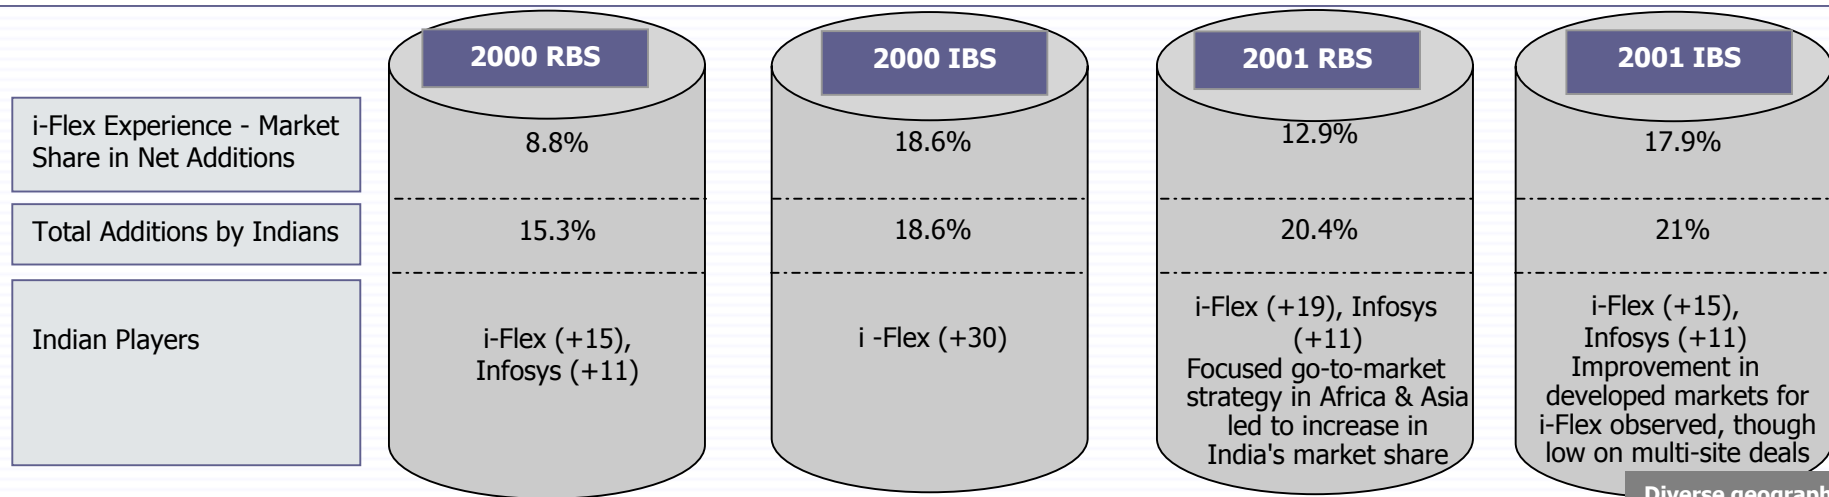 2000 RBS
2000 IBS
2001 RBS
2001 IBS
i-Flex Experience - Market
Share in Net Additions
8.8%
18.6%
12.9%
17.9%
Total Additions by Indians
15.3%
18.6%
20.4%
21%
Indian Players
i-Flex (+15),
Infosys (+11)
i -Flex (+30)
i-Flex (+19), Infosys
(+11)
Focused go-to-market
strategy in Africa & Asia
led to increase in
India's market share
i-Flex (+15),
Infosys (+11)
Improvement in
developed markets for
i-Flex observed, though
low on multi-site deals
Diverse